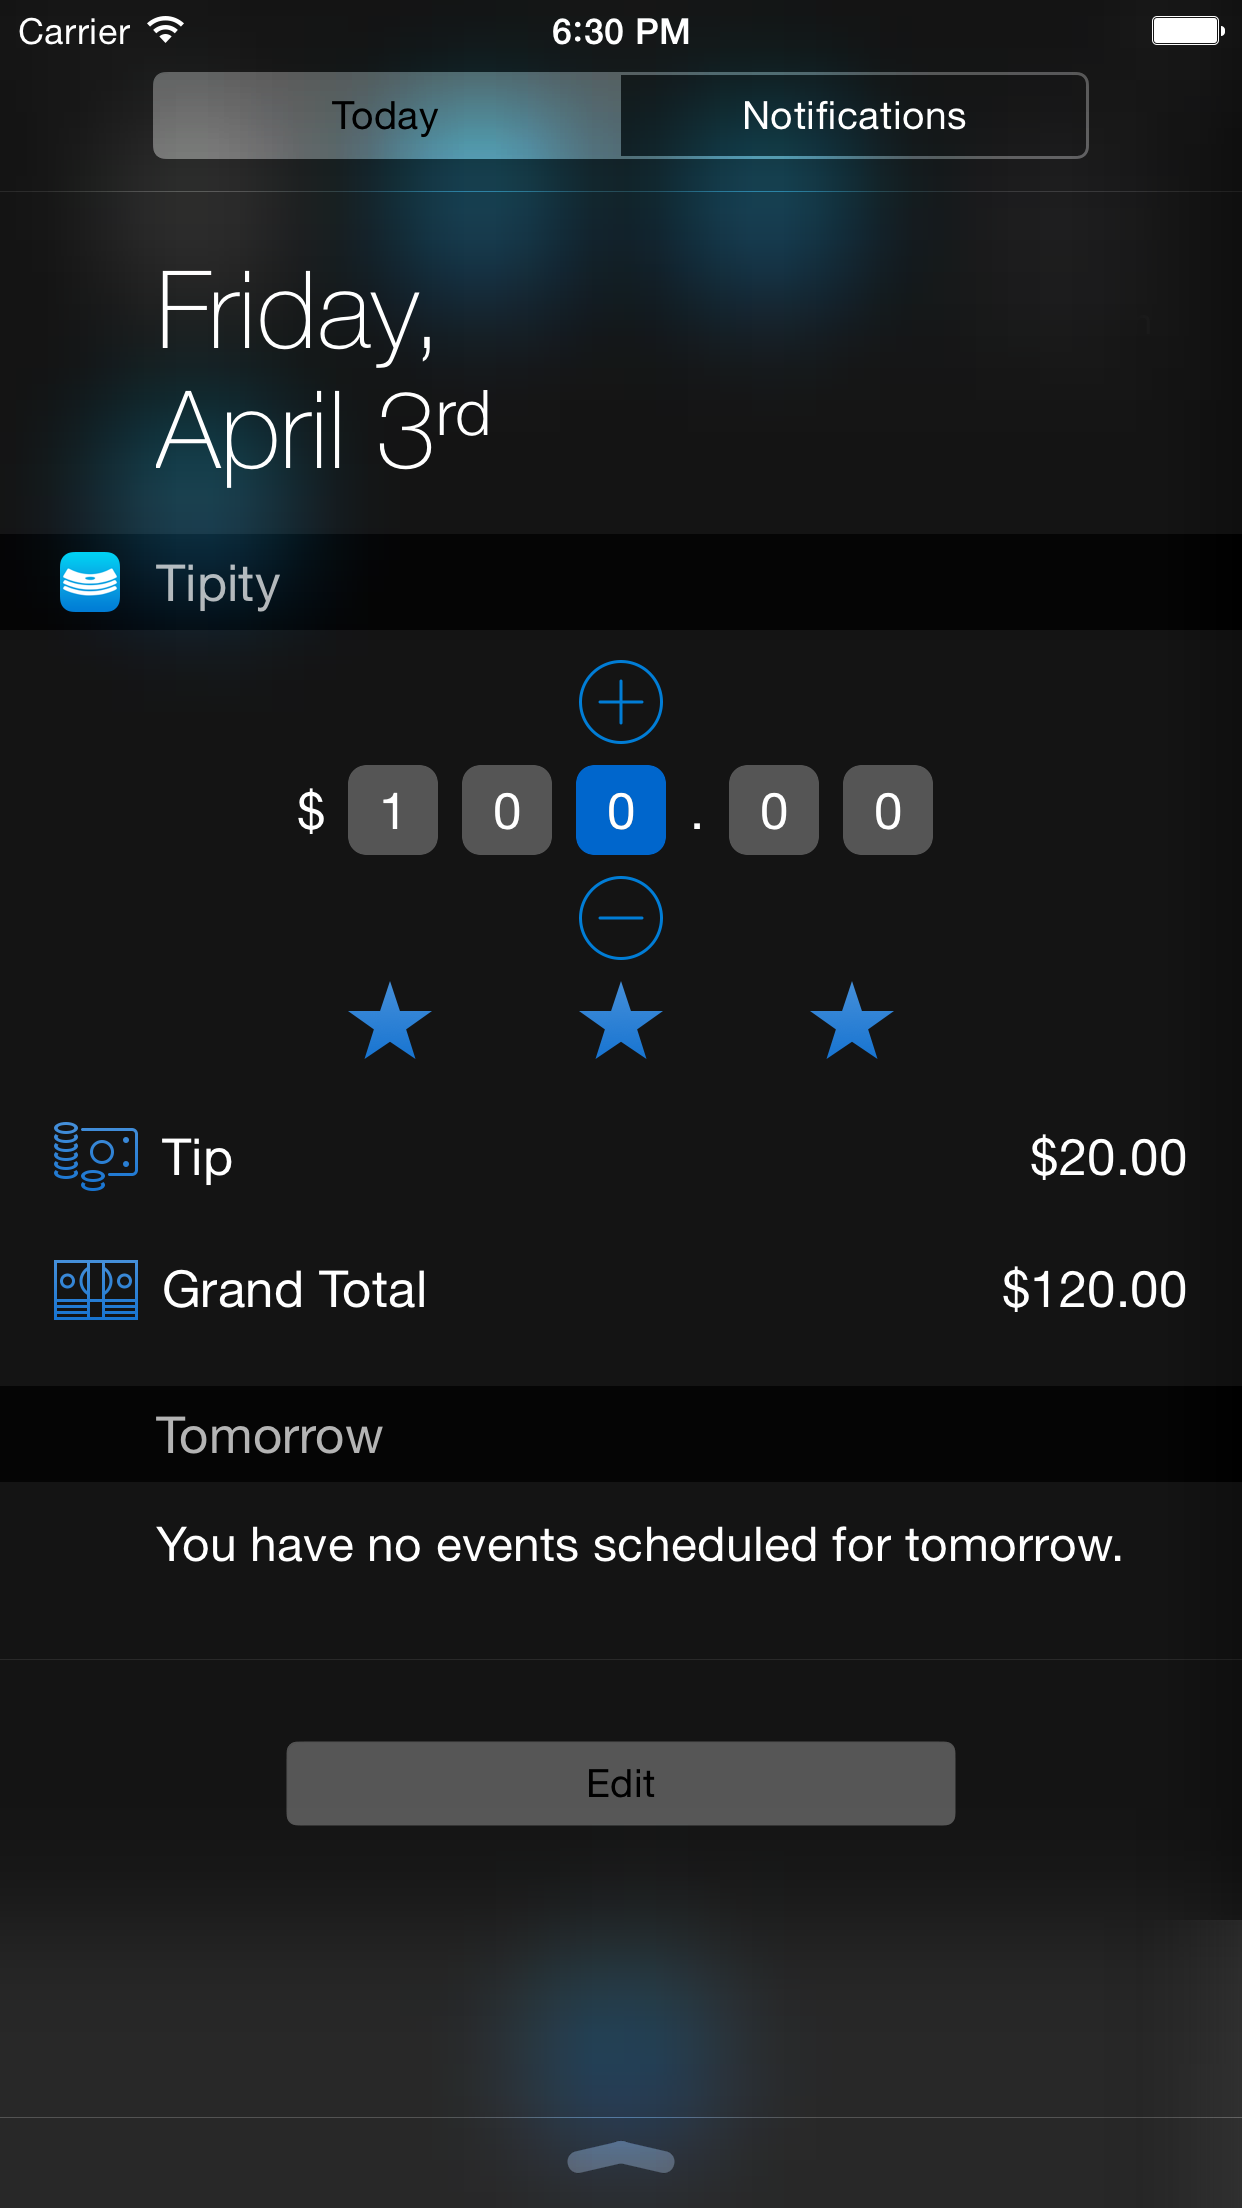 Carrier 6:30 PM
Today Notifications
Friday,
April 3rd
Tipity
$ 1 0 0 . 0 0
Tip $20.00
Grand Total $120.00
Tomorrow
You have no events scheduled for tomorrow.
Edit